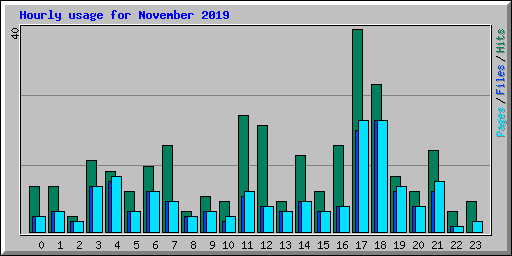 Hourly usage for November 2019
40
Pages / Files / Hits
0 1 2 3 4 5 6 7 8 9 10 11 12 13 14 15 16 17 18 19 20 21 22 23